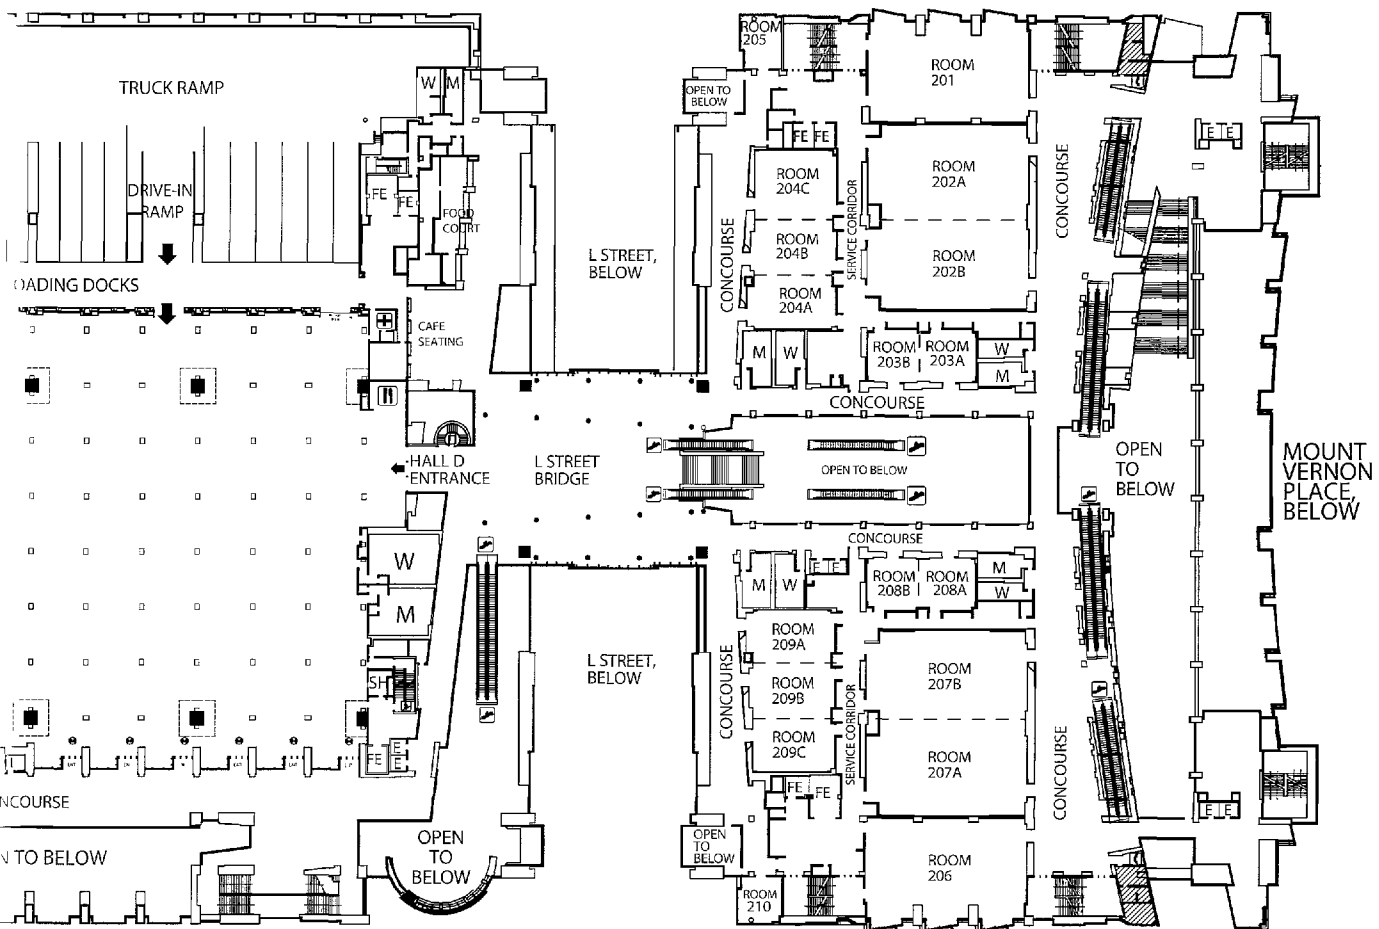 TRUCK RAMP
DRIVE-IN
RAMP
OADING DOCKS
W
M
FE
FE
FOOD
COURT
CAFE
SEATING
HALL D
ENTRANCE
W
M
SH
FE
E
E
NCOURSE
N TO BELOW
OPEN
TO
BELOW
L STREET,
BELOW
L STREET
BRIDGE
L STREET,
BELOW
ROOM
205
OPEN TO
BELOW
FE
FE
ROOM
204C
ROOM
204B
ROOM
204A
CONCOURSE
SERVICE CORRIDOR
M
W
ROOM
201
ROOM
202A
ROOM
202B
ROOM
203B
ROOM
203A
W
M
CONCOURSE
CONCOURSE
E
E
OPEN TO BELOW
OPEN
TO
BELOW
MOUNT
VERNON
PLACE,
BELOW
CONCOURSE
M
W
E
E
ROOM
208B
ROOM
208A
M
W
ROOM
209A
ROOM
209B
ROOM
209C
CONCOURSE
SERVICE CORRIDOR
ROOM
207B
ROOM
207A
CONCOURSE
FE
FE
OPEN
TO
BELOW
ROOM
210
ROOM
206
E
E